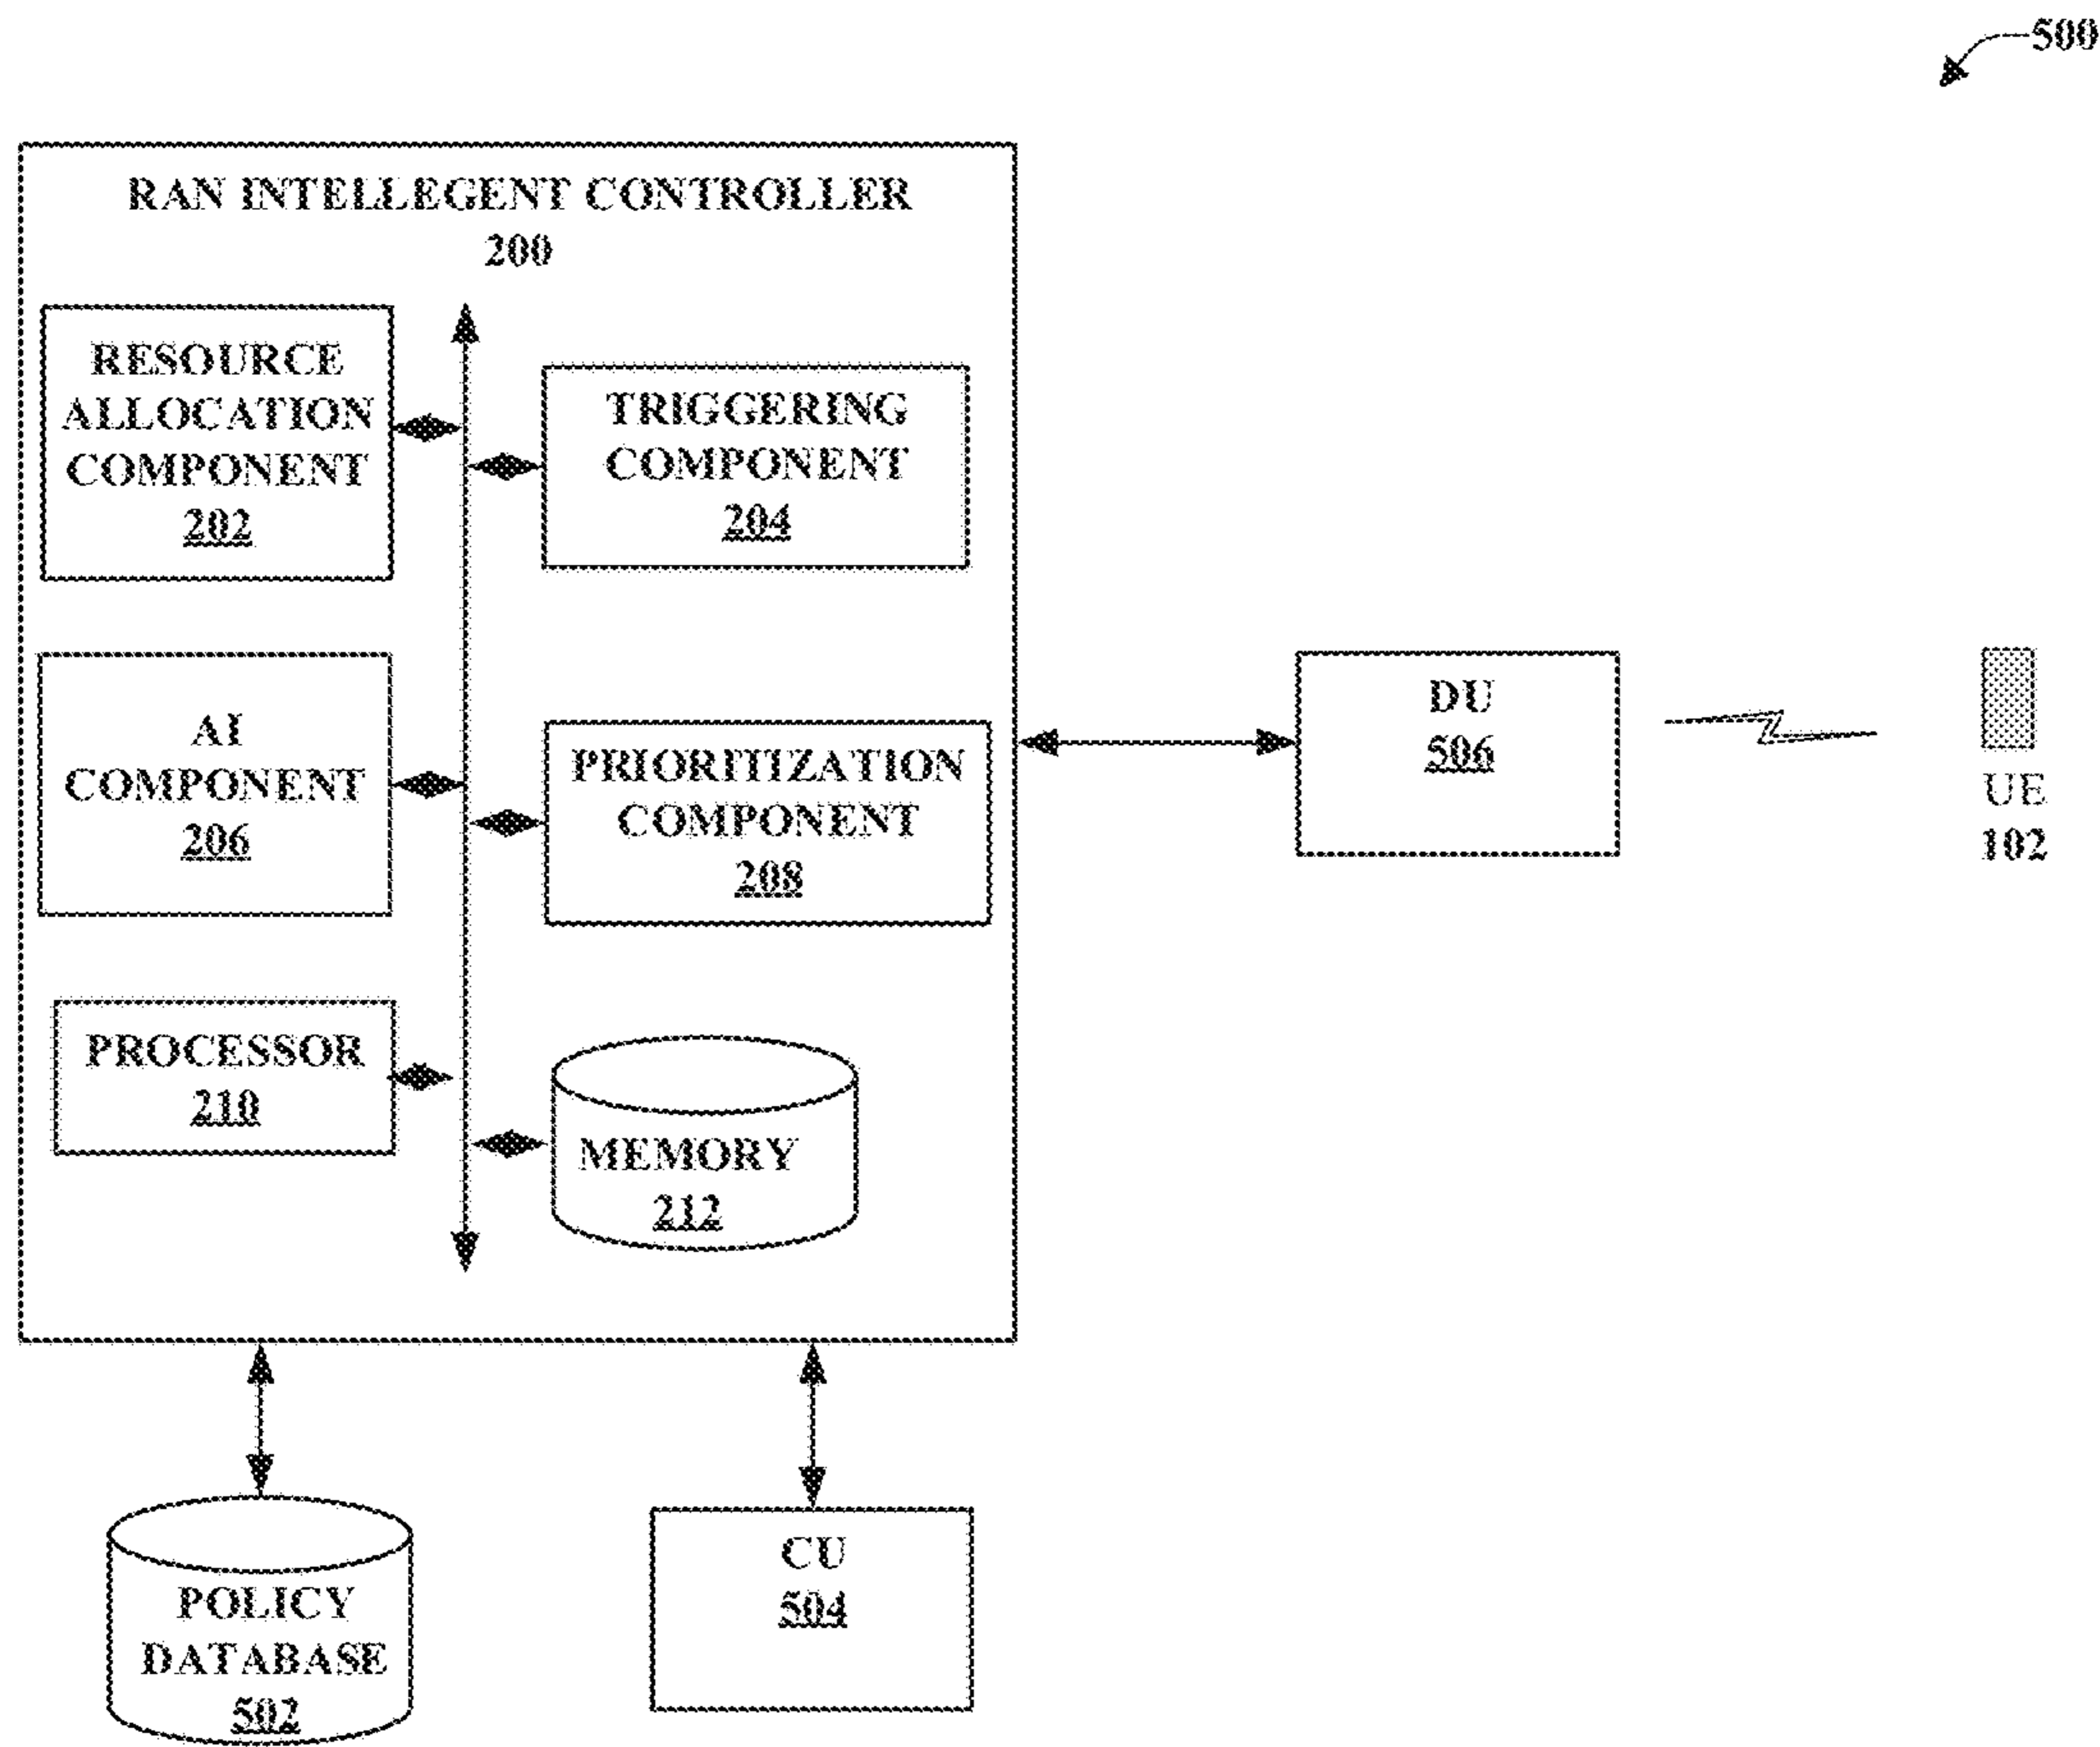 500
RAN INTELLEGENT CONTROLLER
200
RESOURCE
ALLOCATION
COMPONENT
202
TRIGGERING
COMPONENT
204
AI
COMPONENT
206
PRIORITIZATION
COMPONENT
208
PROCESSOR
210
MEMORY
212
DU
506
UE
102
POLICY
DATABASE
502
CU
504